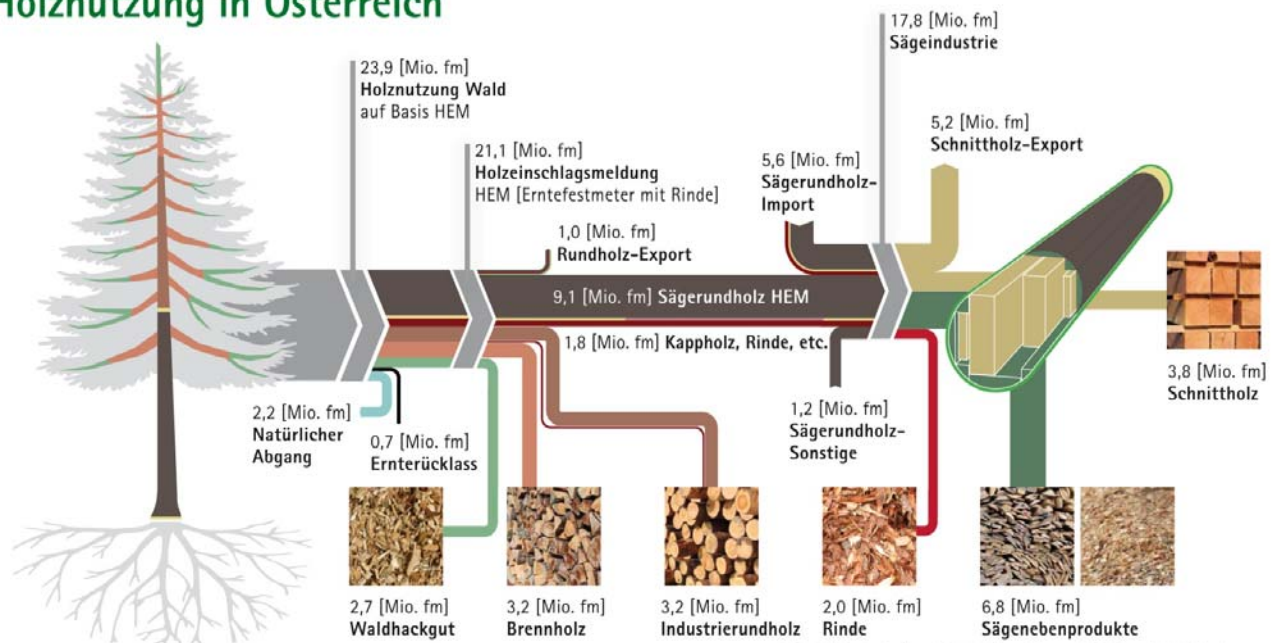 Holznutzung in Österreich
17,8 [Mio. fm]
Sägeindustrie
23,9 [Mio. fm]
Holznutzung Wald
auf Basis HEM
21,1 [Mio. fm]
Holzeinschlagsmeldung
HEM [Erntefestmeter mit Rinde]
5,2 [Mio. fm]
Schnittholz-Export
5,6 [Mio. fm]
Sägerundholz-
Import
1,0 [Mio. fm]
Rundholz-Export
9,1 [Mio. fm] Sägerundholz HEM
1,8 [Mio. fm] Kappholz, Rinde, etc.
3,8 [Mio. fm]
Schnittholz
2,2 [Mio. fm]
Natürlicher
Abgang
0,7 [Mio. fm]
Ernterücklass
1,2 [Mio. fm]
Sägerundholz-
Sonstige
2,7 [Mio. fm]
Waldhackgut
3,2 [Mio. fm]
Brennholz
3,2 [Mio. fm]
Industrierundholz
2,0 [Mio. fm]
Rinde
6,8 [Mio. fm]
Sägenebenprodukte